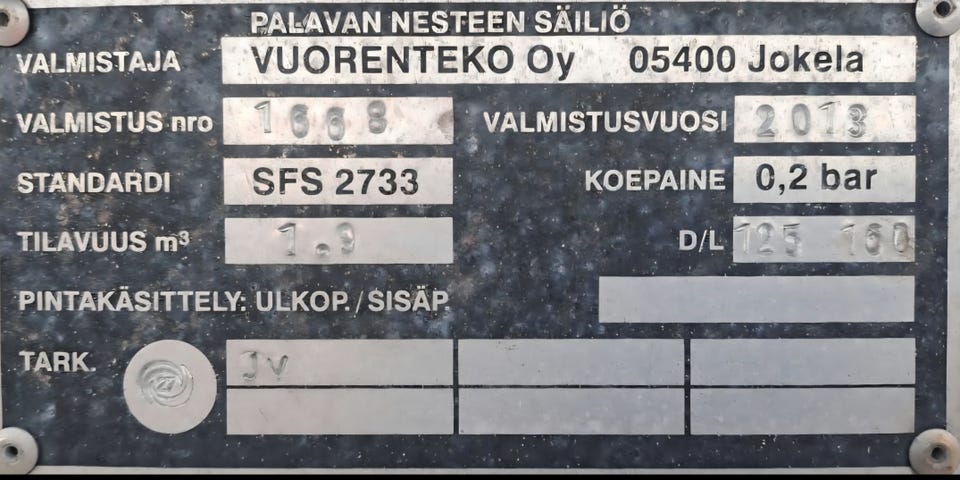 PALAVAN NESTEEN SÄILIÖ
VALMISTAJA VUORENTEKO Oy 05400 Jokela
VALMISTUS nro 1668 VALMISTUSVUOSI 2013
STANDARDI SFS 2733 KOEPAINE 0,2 bar
TILAVUUS m³ 1.9 D/L 125 160
PINTAKÄSITTELY: ULKOP./SISÄP.
TARK. JV